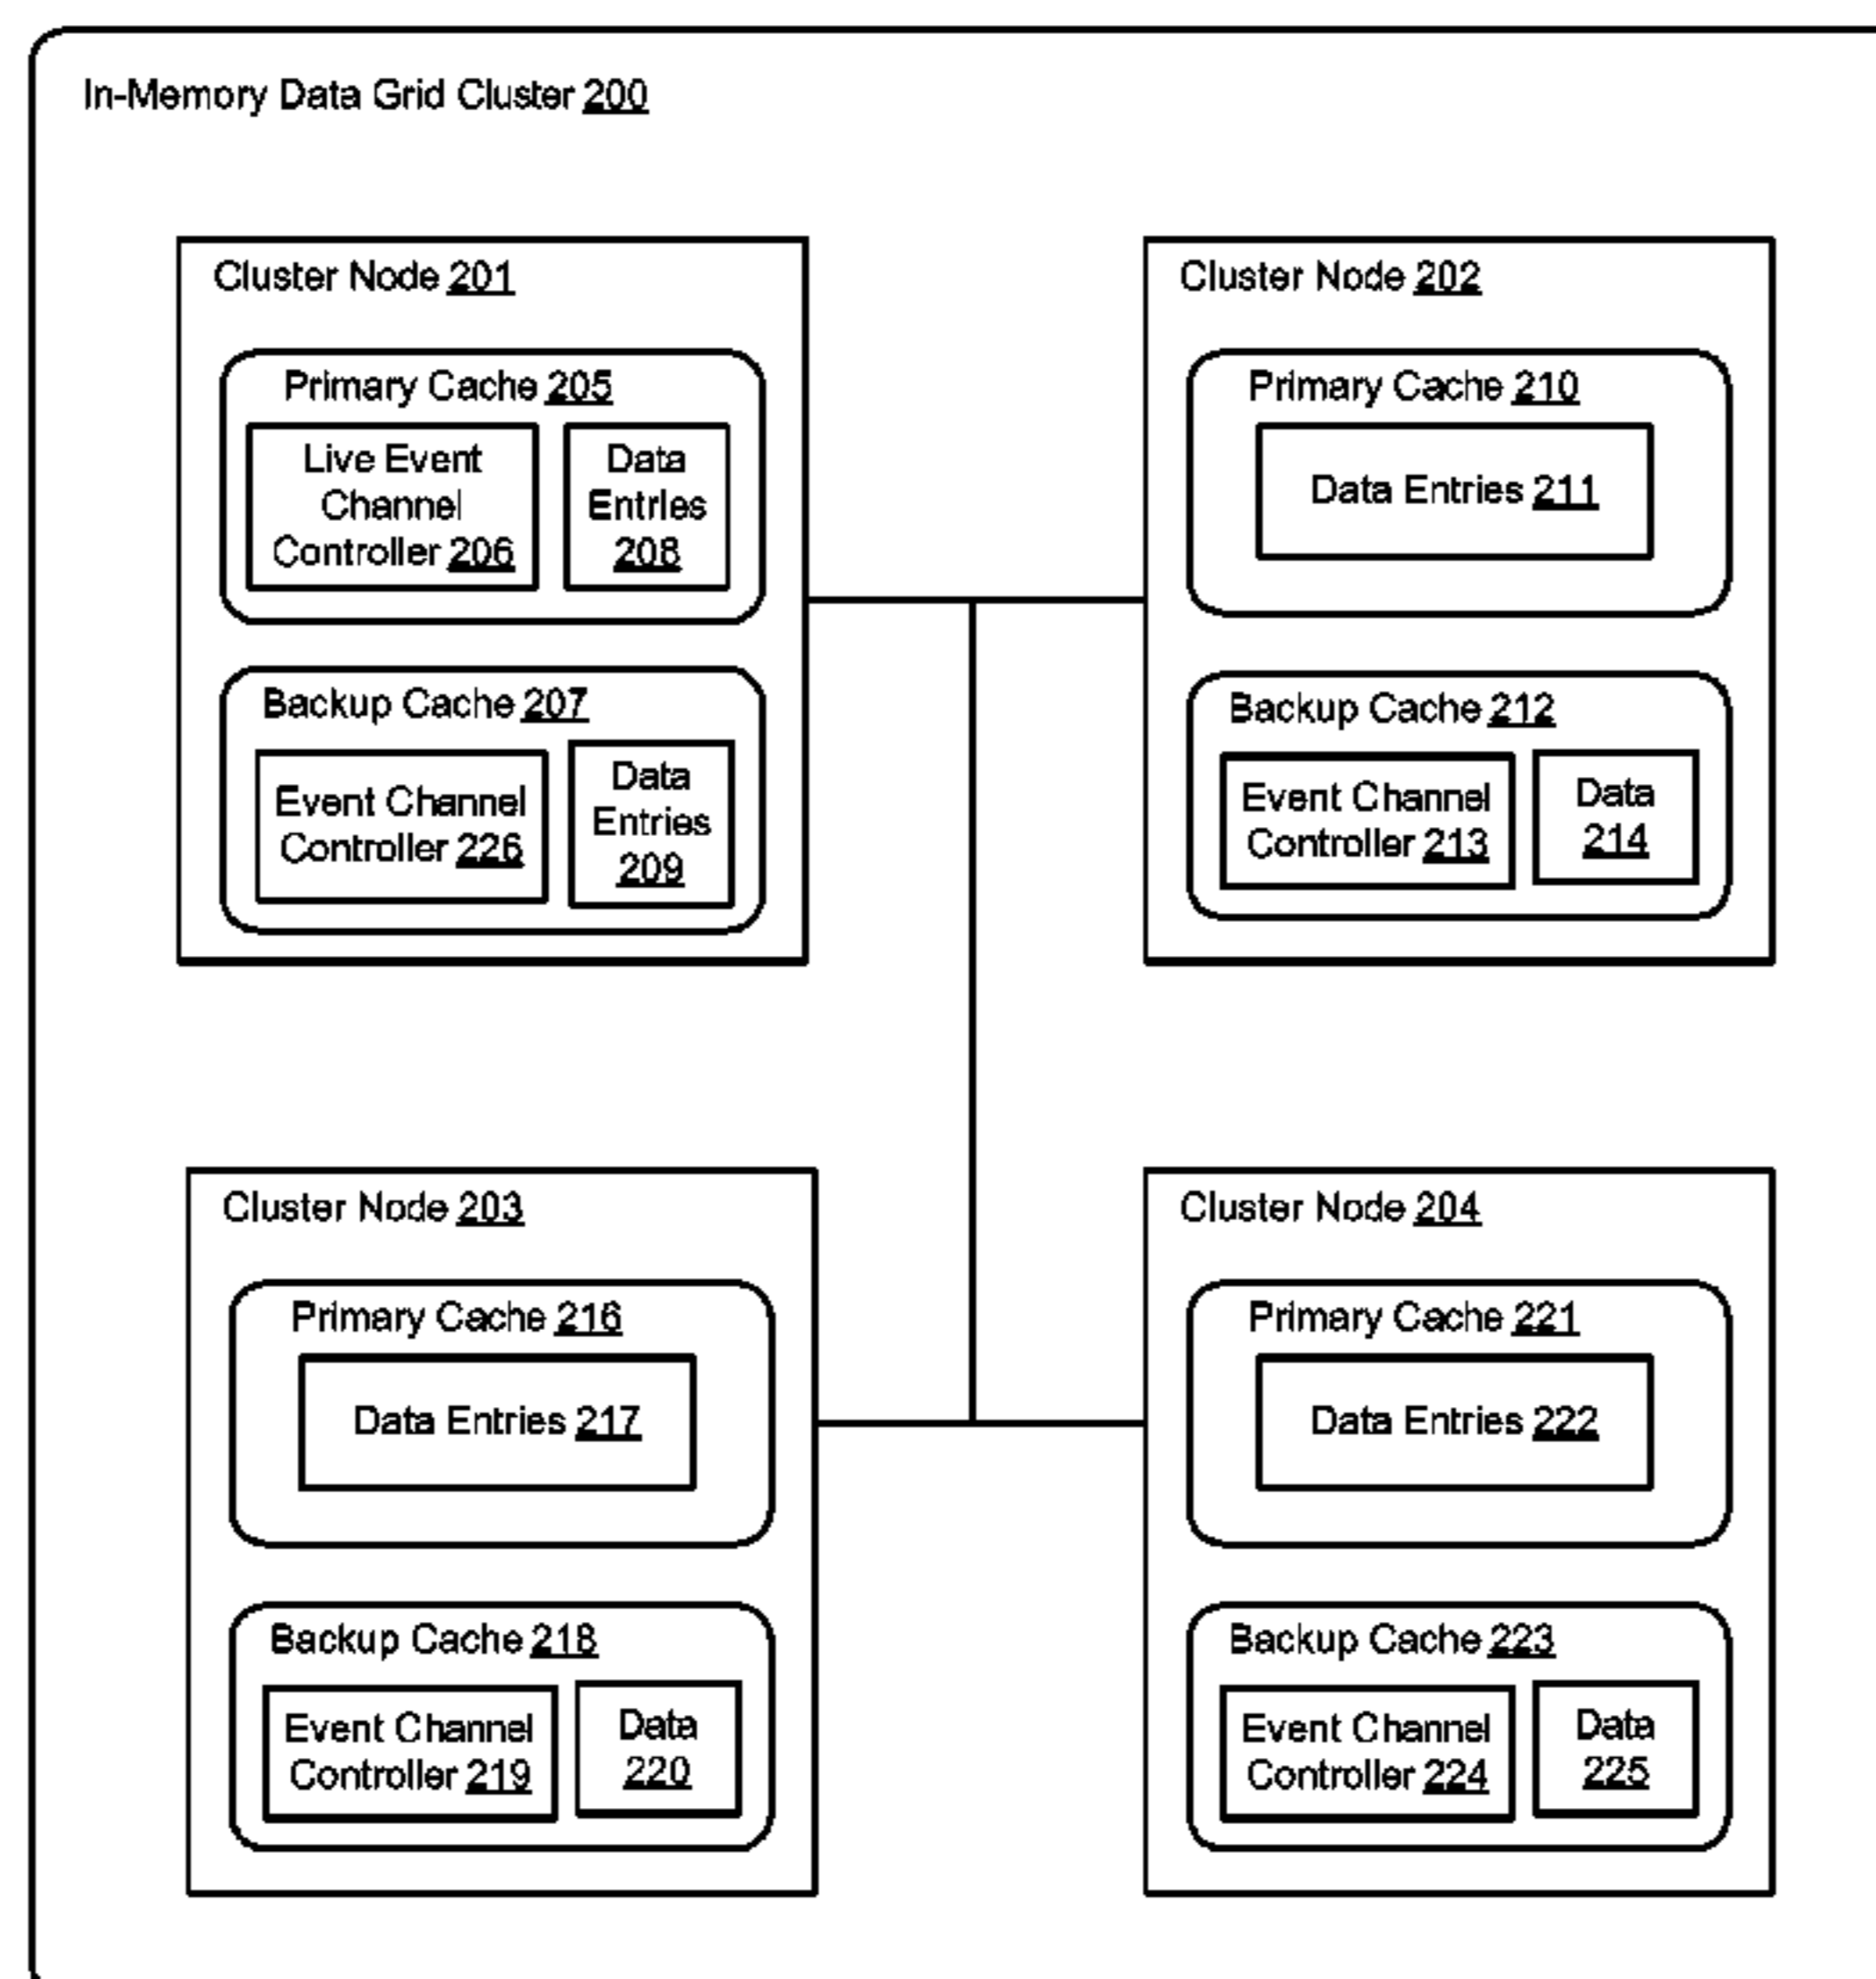 In-Memory Data Grid Cluster 200
Cluster Node 201
Primary Cache 205
Live Event
Channel
Controller 206
Data
Entries
208
Backup Cache 207
Event Channel
Controller 226
Data
Entries
209
Cluster Node 202
Primary Cache 210
Data Entries 211
Backup Cache 212
Event Channel
Controller 213
Data
214
Cluster Node 203
Primary Cache 216
Data Entries 217
Backup Cache 218
Event Channel
Controller 219
Data
220
Cluster Node 204
Primary Cache 221
Data Entries 222
Backup Cache 223
Event Channel
Controller 224
Data
225